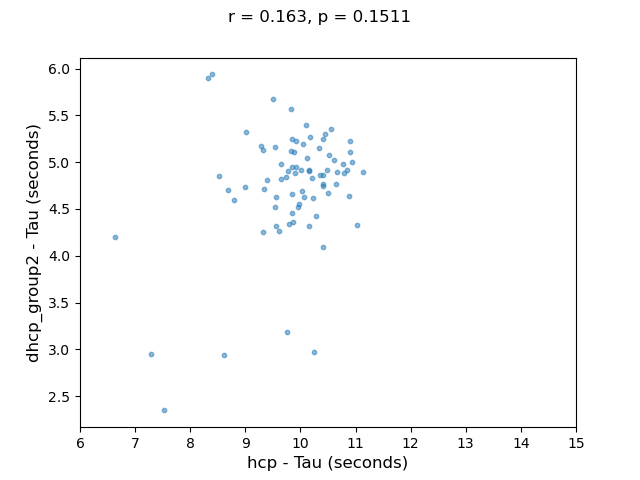 r = 0.163, p = 0.1511
6.0
5.5
5.0
4.5
4.0
3.5
3.0
2.5
dhcp_group2 - Tau (seconds)
6 7 8 9 10 11 12 13 14 15
hcp - Tau (seconds)